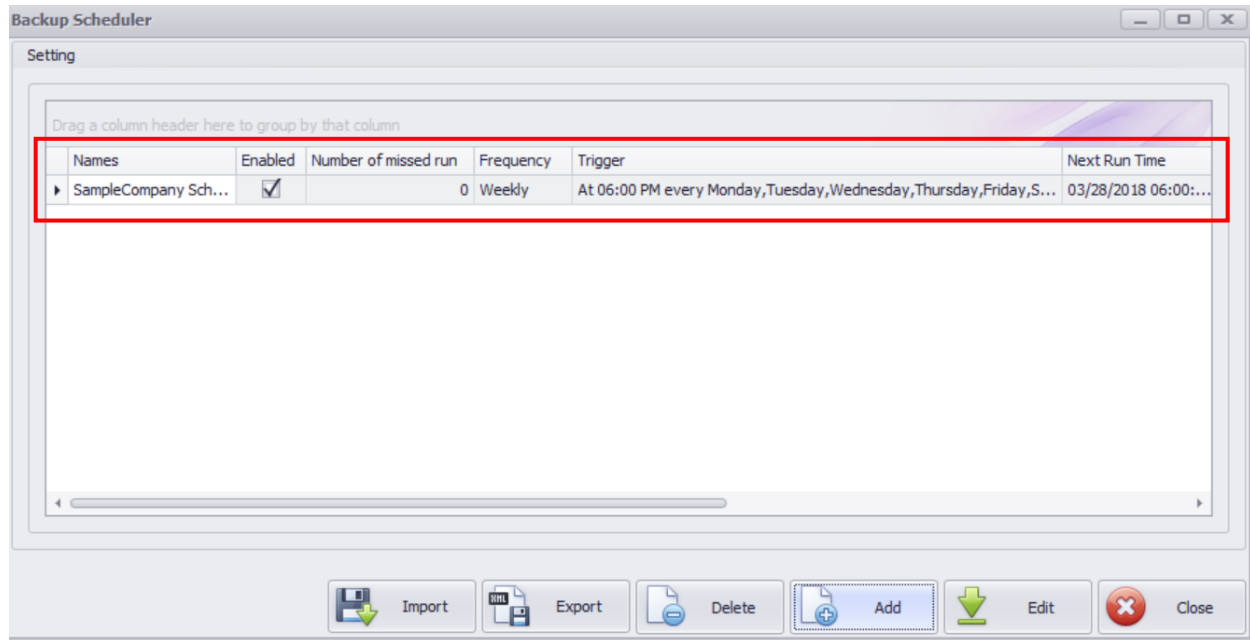 Backup Scheduler
Setting
Drag a column header here to group by that column
Names Enabled Number of missed run Frequency Trigger Next Run Time
SampleCompany Sch... 0 Weekly At 06:00 PM every Monday,Tuesday,Wednesday,Thursday,Friday,S... 03/28/2018 06:00:...
XML
Import Export Delete Add Edit Close